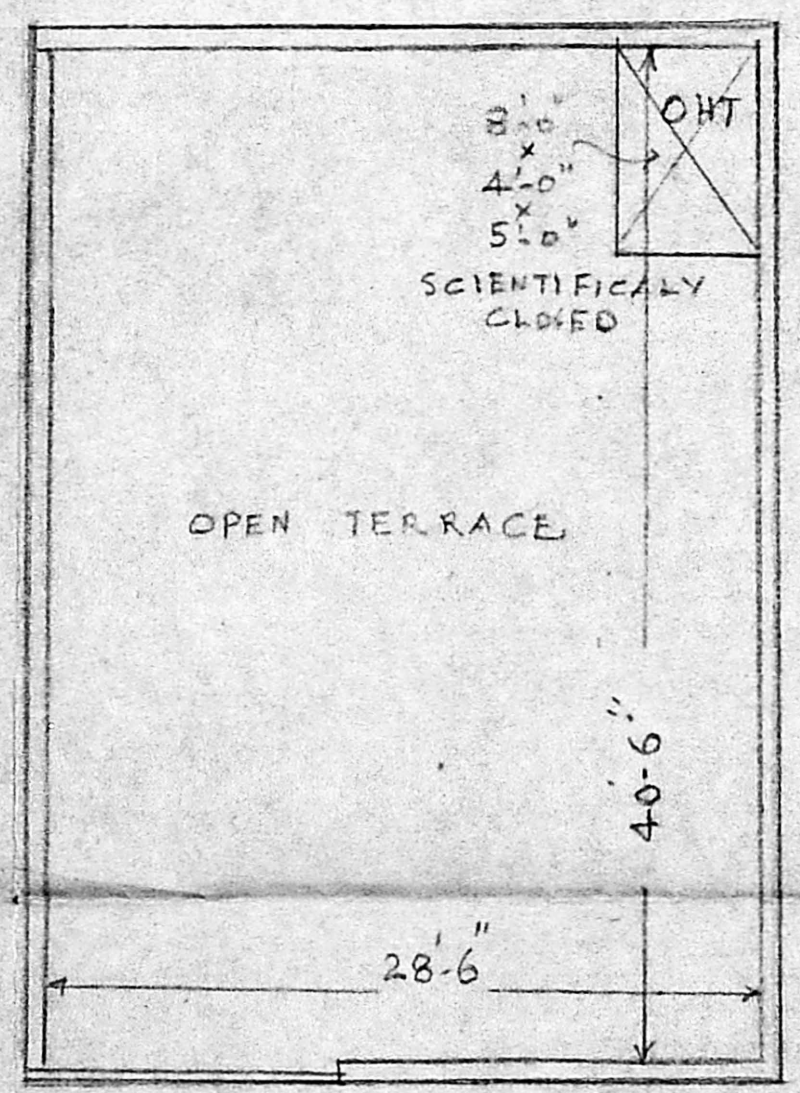 OHT
8'-0"
x
4'-0"
x
5'-0"
SCIENTIFICALY
CLOSED
OPEN TERRACE
40'-6"
28'-6"